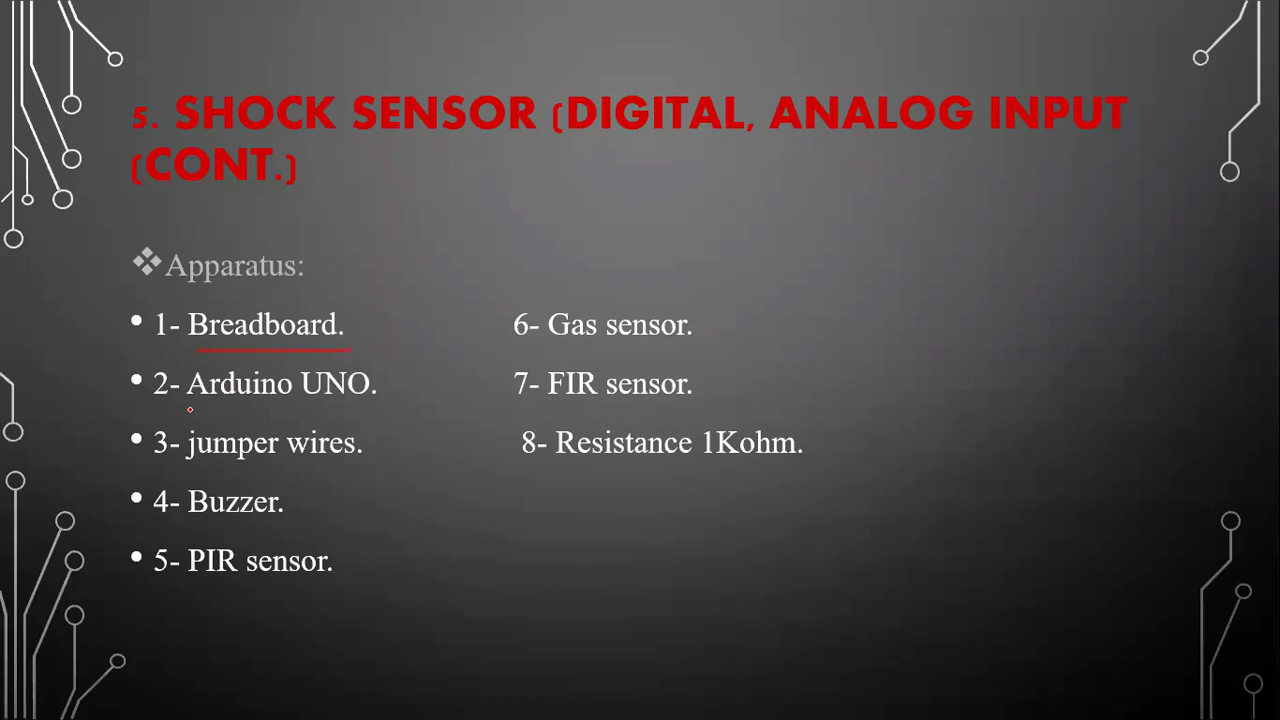 5. SHOCK SENSOR (DIGITAL, ANALOG INPUT
(CONT.)
❖Apparatus:
• 1- Breadboard. 6- Gas sensor.
• 2- Arduino UNO. 7- FIR sensor.
• 3- jumper wires. 8- Resistance 1Kohm.
• 4- Buzzer.
• 5- PIR sensor.